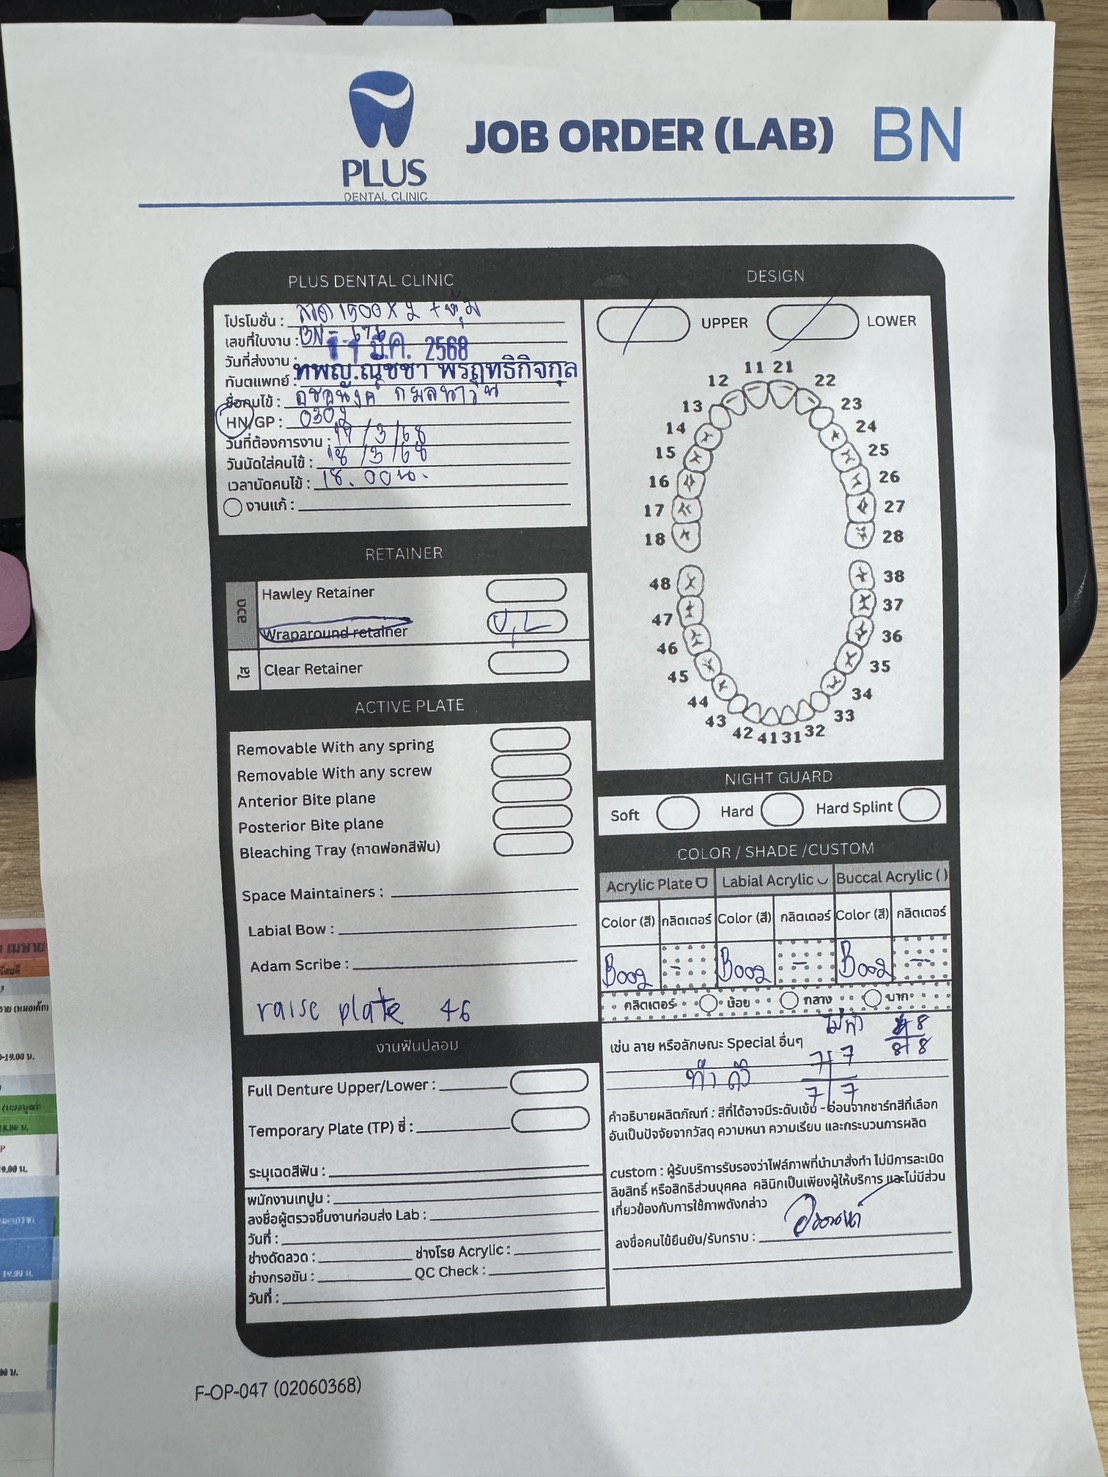 PLUS
DENTAL CLINIC
JOB ORDER (LAB) BN
PLUS DENTAL CLINIC
โปรโมชั่น : 1500 x 2 +
เลขที่ใบงาน : BN -
วันที่ส่งงาน : มี.ค. 2568
ทันตแพทย์ : ทพญ.ณัชชา พรฤทธิกิจกุล
ชื่อคนไข้ :
HN/GP : 0302
วันที่ต้องการงาน : 17/3/68
วันนัดใส่คนไข้ : 18/3/68
เวลานัดคนไข้ : 18.00 น.
งานแก้ :
DESIGN
UPPER
LOWER
11 21
12 22
13 23
14 24
15 25
16 26
17 27
18 28
48 38
47 37
46 36
45 35
44 34
43 33
42 41 31 32
RETAINER
ลวด
Hawley Retainer
Wraparound retainer U, L
ใส
Clear Retainer
ACTIVE PLATE
Removable With any spring
Removable With any screw
Anterior Bite plane
Posterior Bite plane
Bleaching Tray (ถาดฟอกสีฟัน)
Space Maintainers :
Labial Bow :
Adam Scribe :
raise plate 46
NIGHT GUARD
Soft Hard Hard Splint
COLOR / SHADE /CUSTOM
Acrylic Plate Labial Acrylic Buccal Acrylic ( )
Color (สี) กลิตเตอร์ Color (สี) กลิตเตอร์ Color (สี) กลิตเตอร์
B002 - B002 - B002 -
กลิตเตอร์ น้อย กลาง มาก
เช่น ลาย หรือลักษณะ Special อื่นๆ
ไม่ทำ 8 8 8
ทำถึง 7 7 7 7
คำอธิบายผลิตภัณฑ์ : สีที่ได้อาจมีระดับเข้ม - อ่อนจากชาร์ทสีที่เลือก
อันเป็นปัจจัยจากวัสดุ ความหนา ความเรียบ และกระบวนการผลิต
custom : ผู้รับบริการรับรองว่าไฟล์ภาพที่นำมาสั่งทำ ไม่มีการละเมิด
ลิขสิทธิ์ หรือสิทธิส่วนบุคคล คลินิกเป็นเพียงผู้ให้บริการ และไม่มีส่วน
เกี่ยวข้องกับการใช้ภาพดังกล่าว
ลงชื่อคนไข้ยืนยัน/รับทราบ :
งานฟันปลอม
Full Denture Upper/Lower :
Temporary Plate (TP) ซี่ :
ระบุเฉดสีฟัน :
พนักงานเทปูน :
ลงชื่อผู้ตรวจชิ้นงานก่อนส่ง Lab :
วันที่ :
ช่างดัดลวด : ช่างโรย Acrylic :
ช่างกรอขัน : QC Check :
วันที่ :
F-OP-047 (02060368)